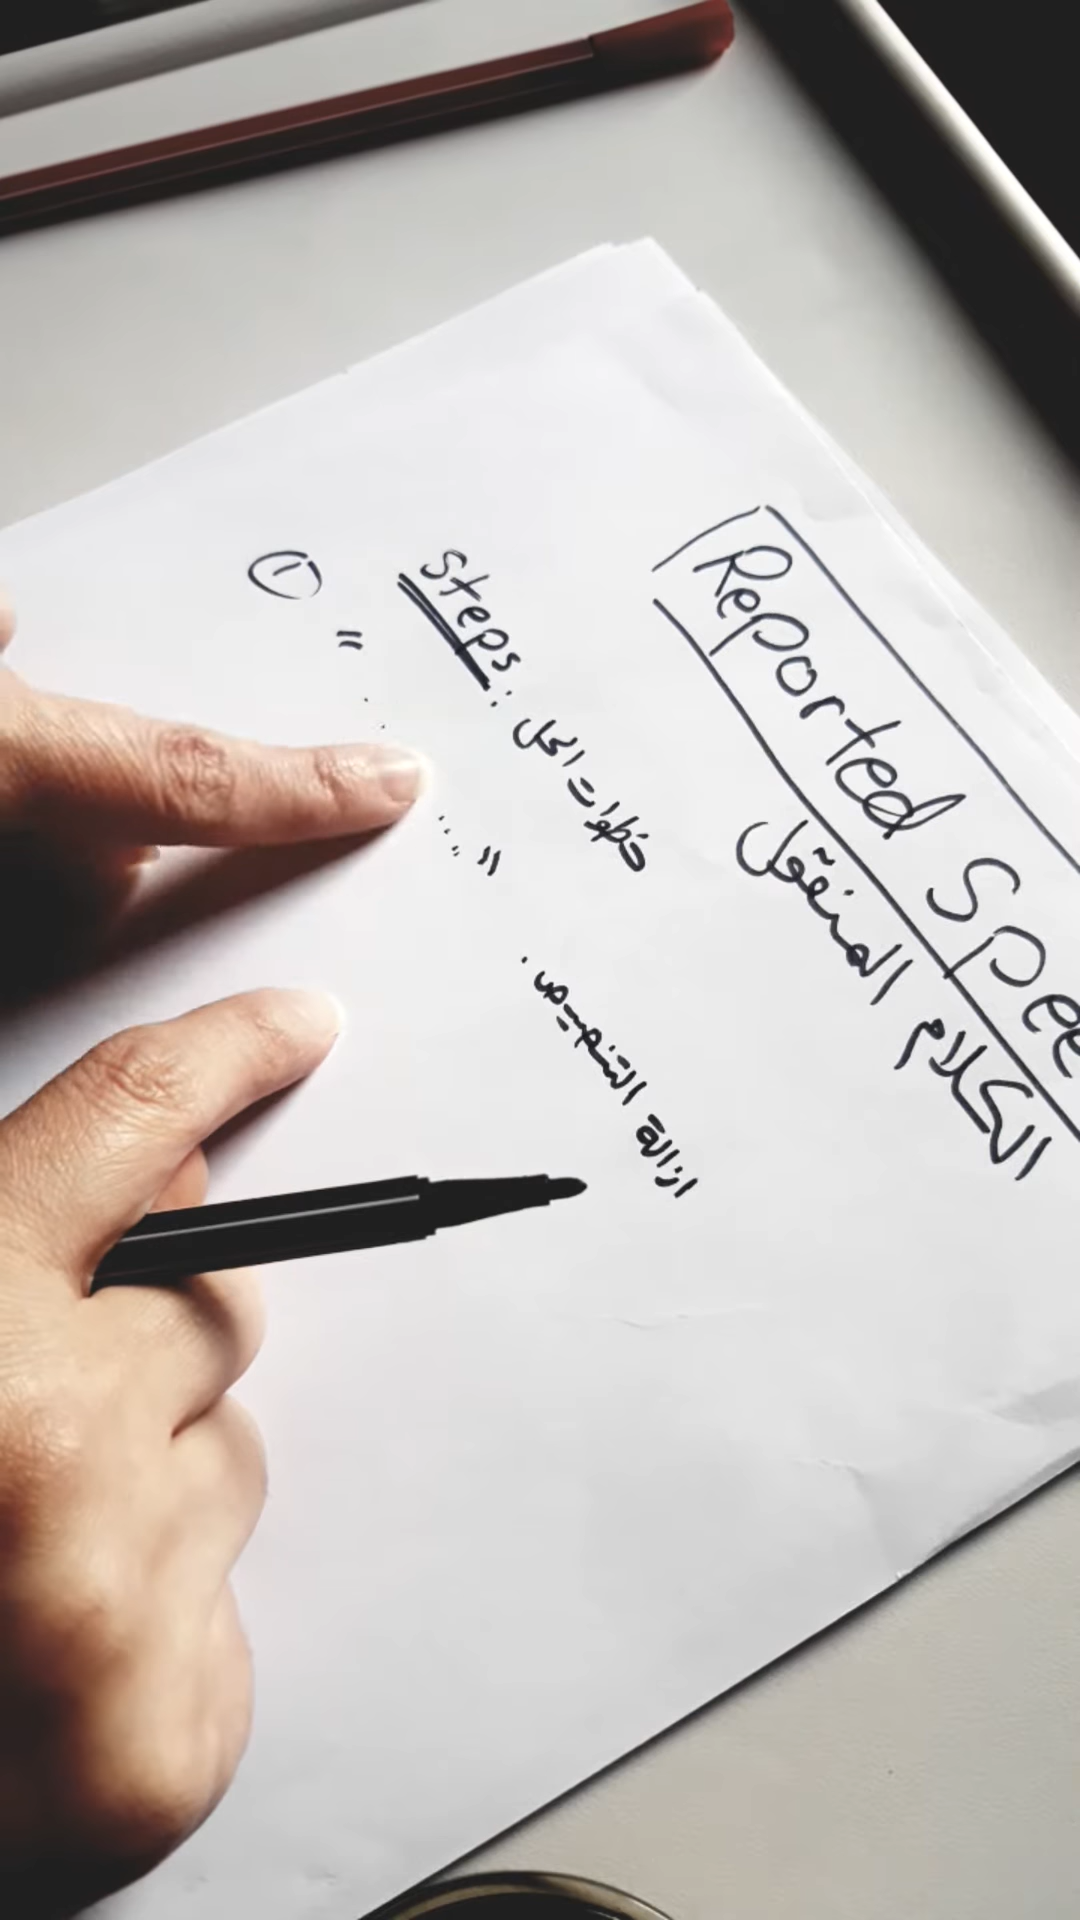 Reported Spee
الكلام المنقول
Steps: خطوات الحل
① " ..... " ازالة التنصيص .